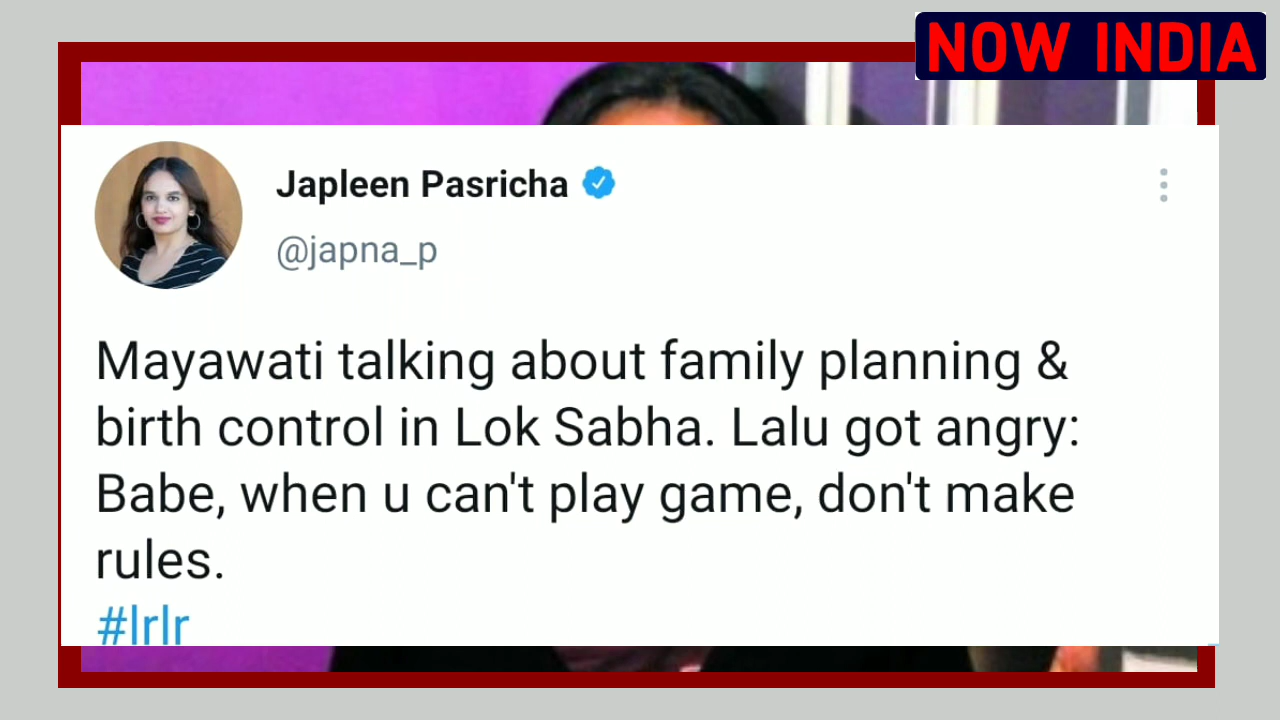 NOW INDIA
Japleen Pasricha
@japna_p
Mayawati talking about family planning &
birth control in Lok Sabha. Lalu got angry:
Babe, when u can't play game, don't make
rules.
#lrlr